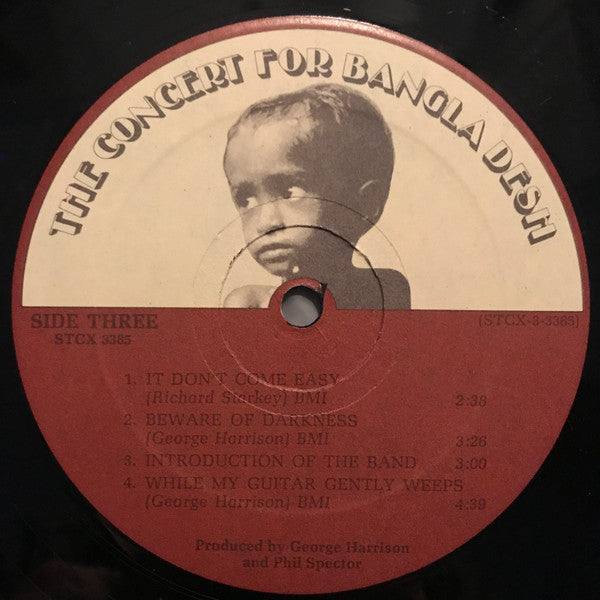 THE CONCERT FOR BANGLA DESH
SIDE THREE
STCX 3385
(STCX-3-3385)
1. IT DON'T COME EASY
(Richard Starkey) BMI 2:38
2. BEWARE OF DARKNESS
(George Harrison) BMI 3:26
3. INTRODUCTION OF THE BAND 3:00
4. WHILE MY GUITAR GENTLY WEEPS
(George Harrison) BMI 4:39
Produced by George Harrison
and Phil Spector